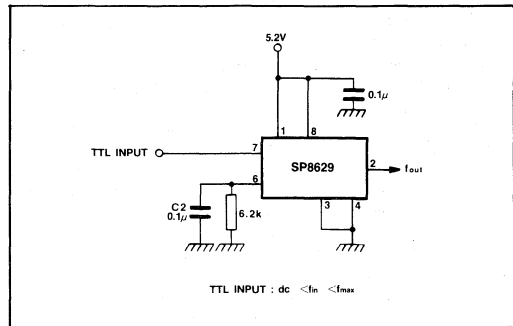 5.2V
0.1μ
1 8
TTL INPUT 7
SP8629
2 fout
6
C2
0.1μ
6.2k
3 4
TTL INPUT : dc <fin <fmax